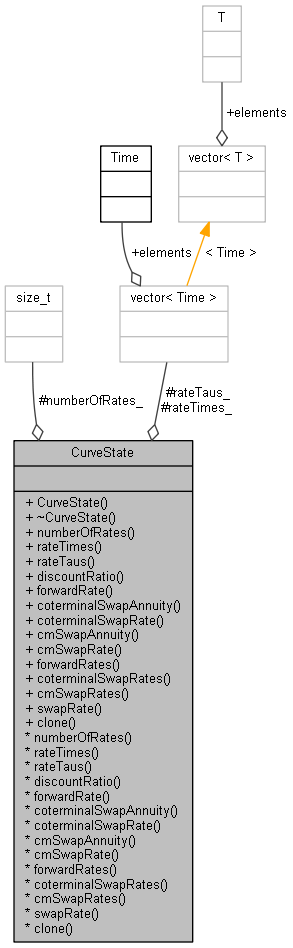 T
+elements
Time
vector< T >
+elements
< Time >
size_t
vector< Time >
#numberOfRates_
#rateTaus_
#rateTimes_
CurveState
+ CurveState()
+ ~CurveState()
+ numberOfRates()
+ rateTimes()
+ rateTaus()
+ discountRatio()
+ forwardRate()
+ coterminalSwapAnnuity()
+ coterminalSwapRate()
+ cmSwapAnnuity()
+ cmSwapRate()
+ forwardRates()
+ coterminalSwapRates()
+ cmSwapRates()
+ swapRate()
+ clone()
* numberOfRates()
* rateTimes()
* rateTaus()
* discountRatio()
* forwardRate()
* coterminalSwapAnnuity()
* coterminalSwapRate()
* cmSwapAnnuity()
* cmSwapRate()
* forwardRates()
* coterminalSwapRates()
* cmSwapRates()
* swapRate()
* clone()